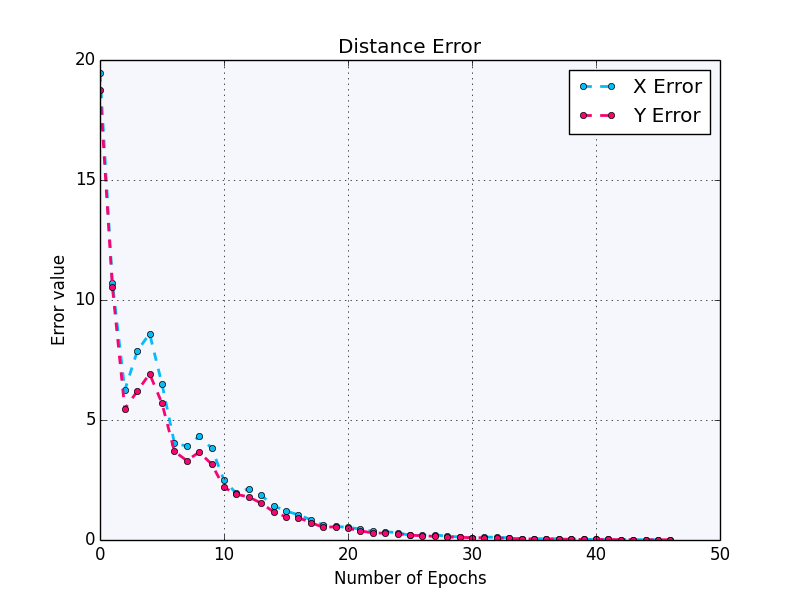 Distance Error
X Error
Y Error
Error value
20
15
10
5
0
0 10 20 30 40 50
Number of Epochs